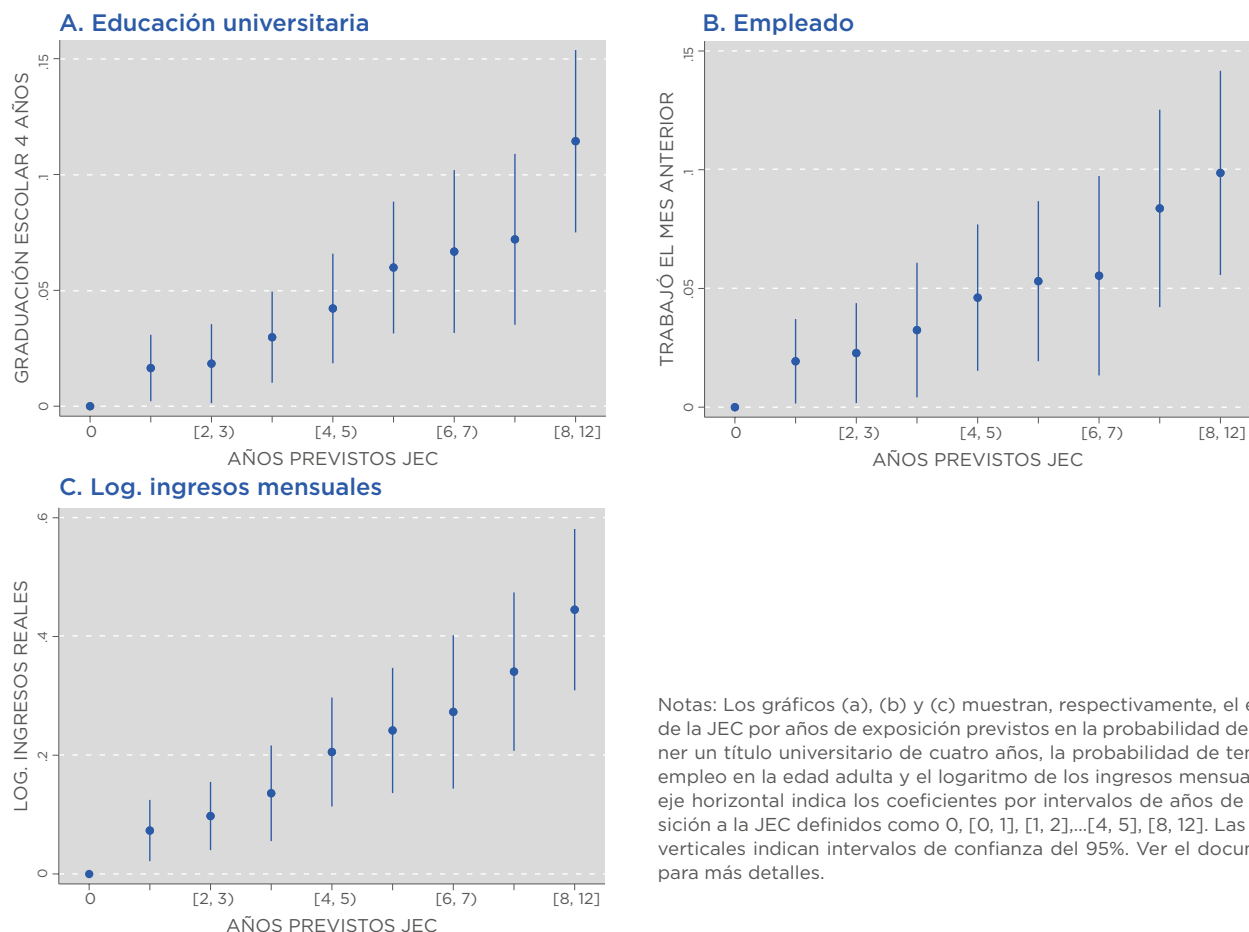 A. Educación universitaria
GRADUACIÓN ESCOLAR 4 AÑOS
.15
.1
.05
0
0 [2, 3) [4, 5) [6, 7) [8, 12]
AÑOS PREVISTOS JEC
B. Empleado
TRABAJÓ EL MES ANTERIOR
.15
.1
.05
0
0 [2, 3) [4, 5) [6, 7) [8, 12]
AÑOS PREVISTOS JEC
C. Log. ingresos mensuales
LOG. INGRESOS REALES
.6
.4
.2
0
0 [2, 3) [4, 5) [6, 7) [8, 12]
AÑOS PREVISTOS JEC
Notas: Los gráficos (a), (b) y (c) muestran, respectivamente, el
de la JEC por años de exposición previstos en la probabilidad de
ner un título universitario de cuatro años, la probabilidad de
empleo en la edad adulta y el logaritmo de los ingresos
eje horizontal indica los coeficientes por intervalos de años de
sición a la JEC definidos como 0, [0, 1], [1, 2],...[4, 5], [8, 12]. Las
verticales indican intervalos de confianza del 95%. Ver el
para más detalles.